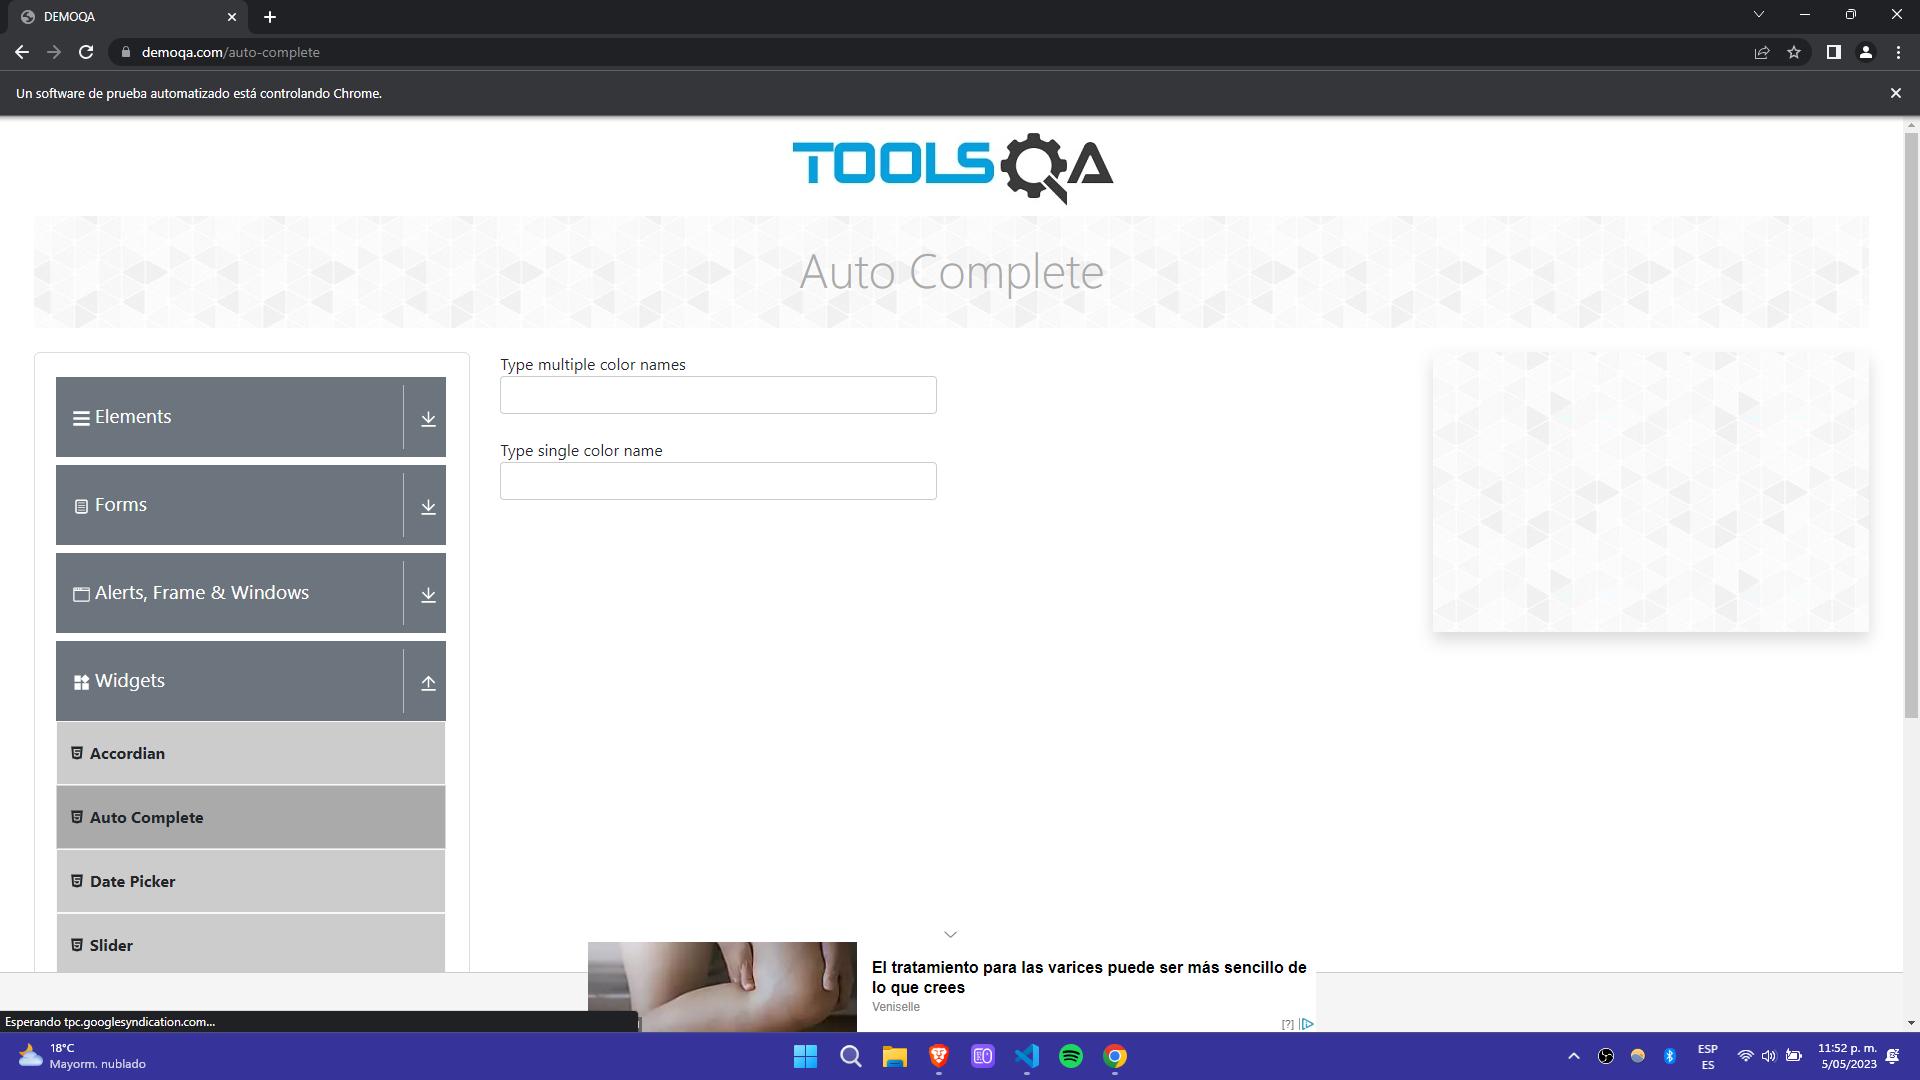 DEMOQA
demoqa.com/auto-complete
Un software de prueba automatizado está controlando Chrome.
TOOLSQA
Auto Complete
Elements
Forms
Alerts, Frame & Windows
Widgets
Accordian
Auto Complete
Date Picker
Slider
Type multiple color names
Type single color name
El tratamiento para las varices puede ser más sencillo de
lo que crees
Veniselle
[?]
Esperando tpc.googlesyndication.com...
18°C
Mayorm. nublado
ESP
ES
11:52 p. m.
5/05/2023